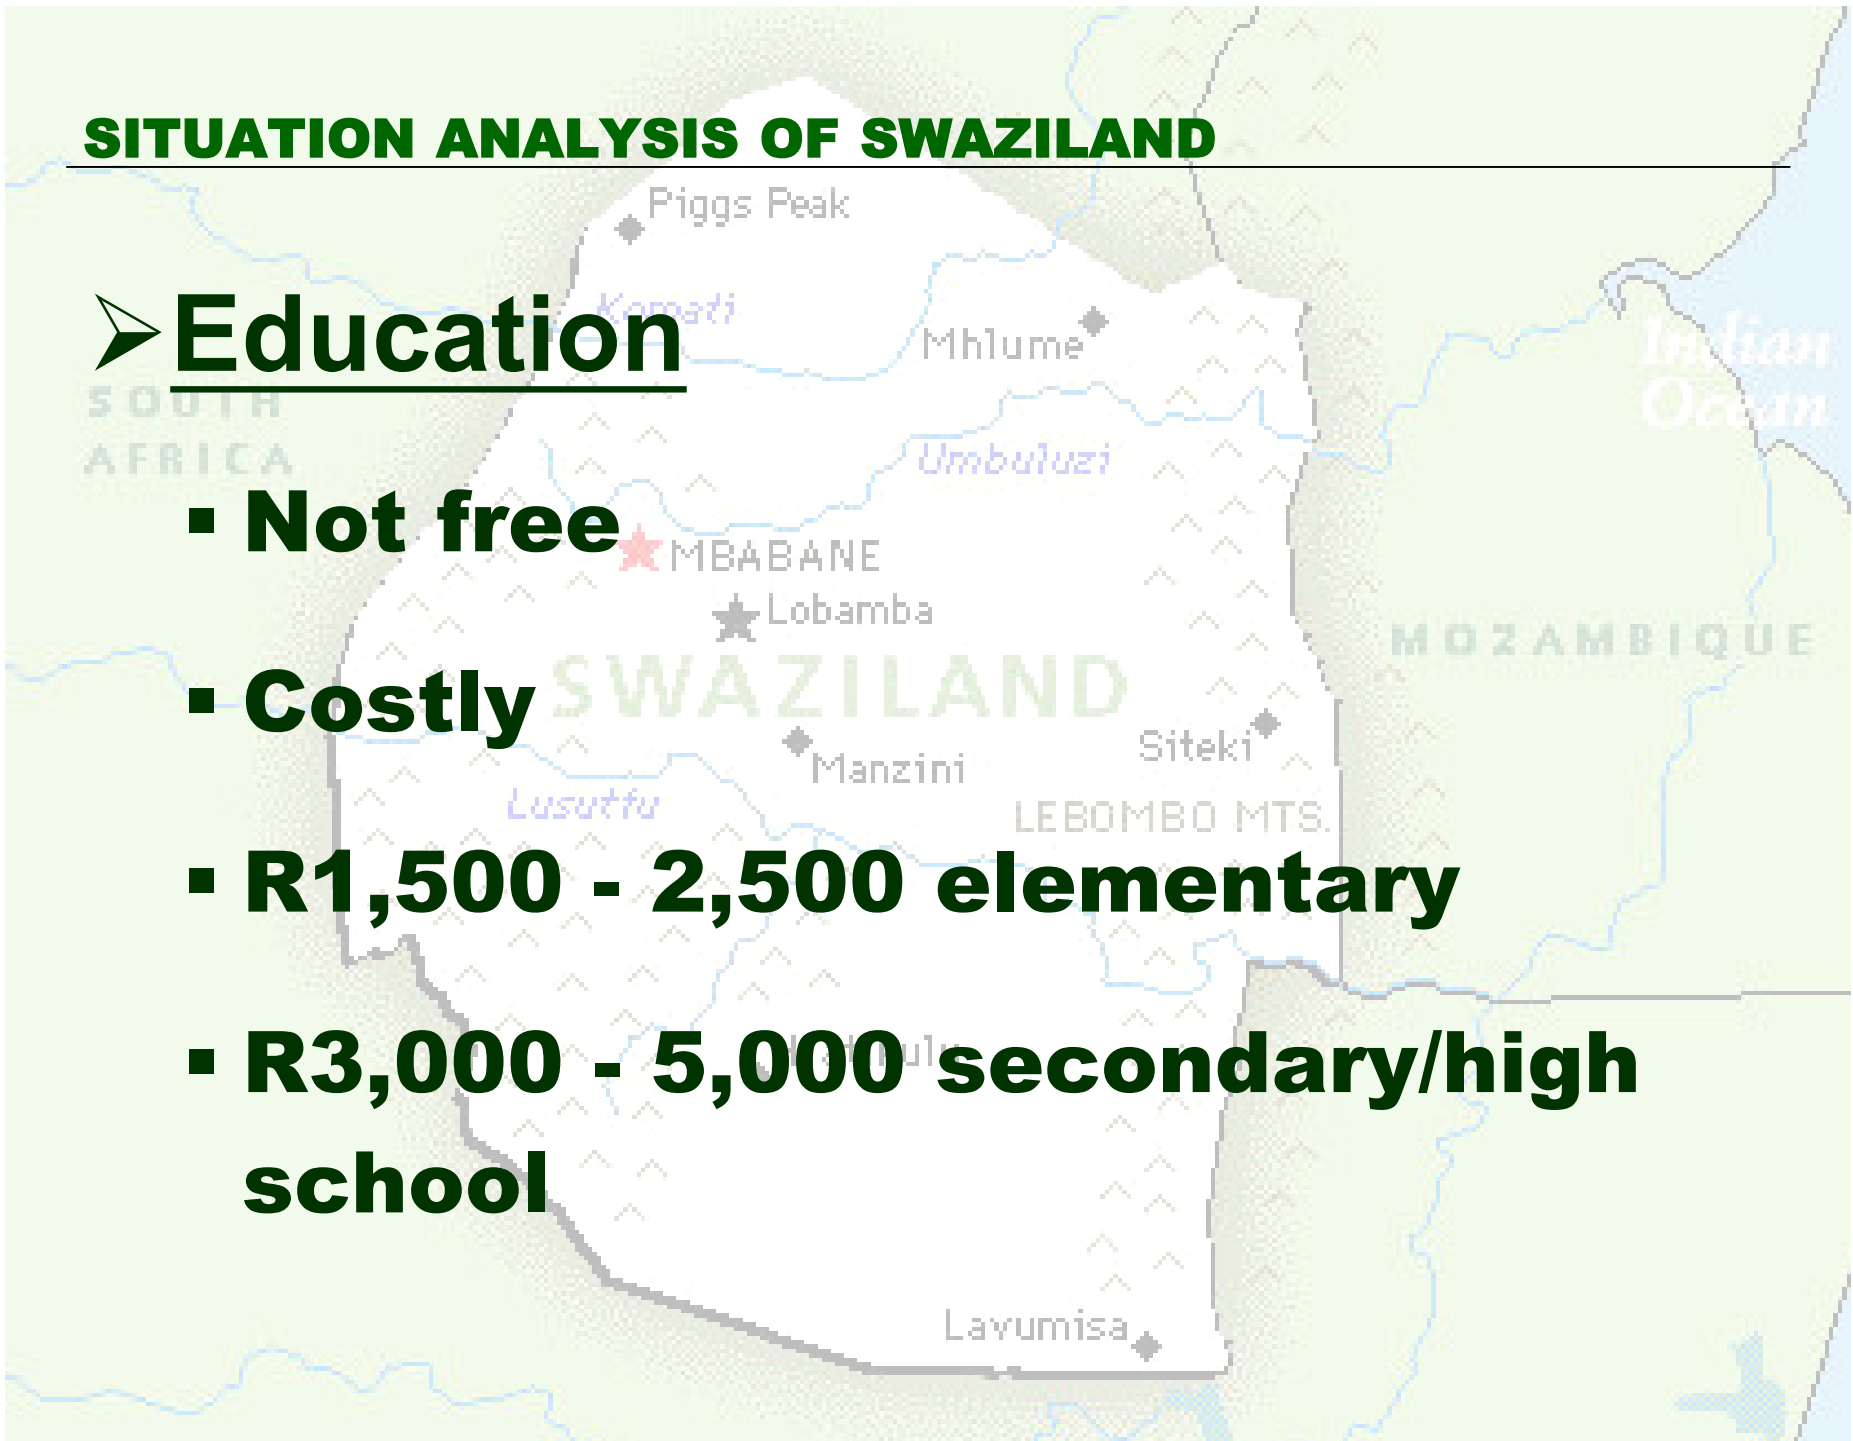 SITUATION ANALYSIS OF SWAZILAND
Piggs Peak
➢Education
Komati
Mhlume
Indian
Ocean
SOUTH
AFRICA
Umbuluzi
▪ Not free
MBABANE
Lobamba
MOZAMBIQUE
▪ Costly
SWAZILAND
Siteki
Manzini
Lusutfu
LEBOMBO MTS.
▪ R1,500 - 2,500 elementary
▪ R3,000 - 5,000 secondary/high
school
Lavumisa